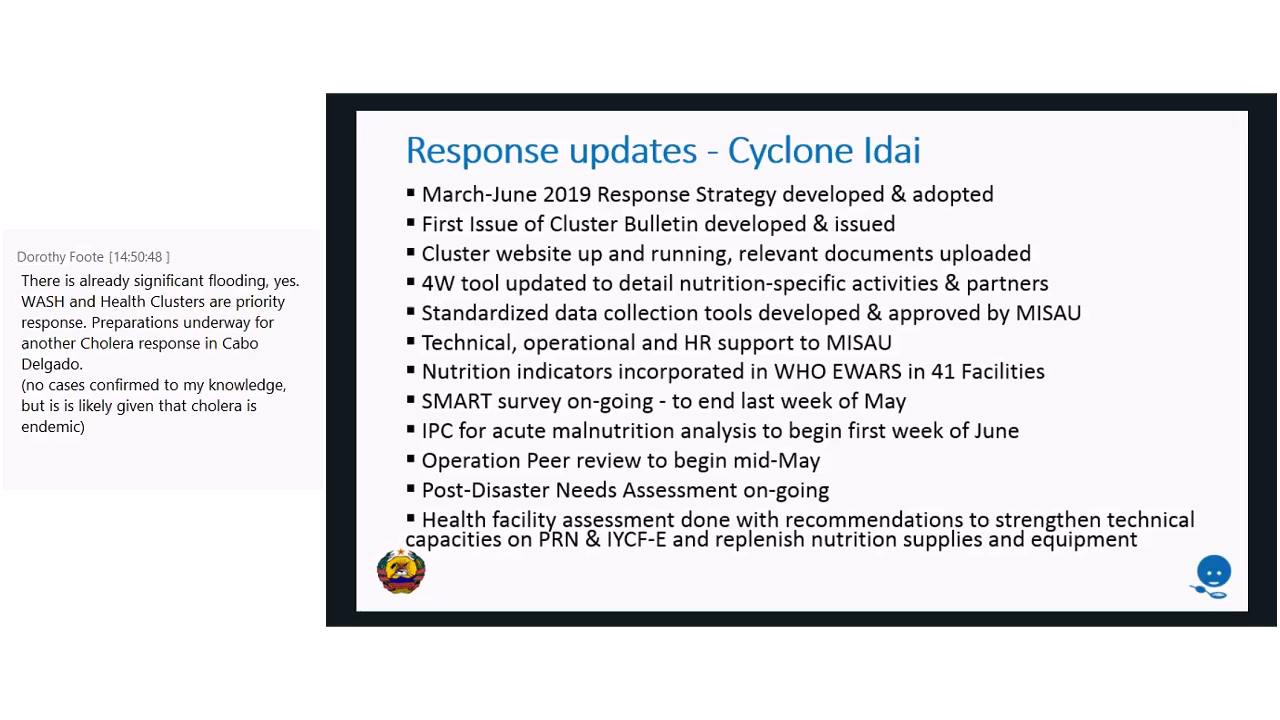 Dorothy Foote [14:50:48 ]
There is already significant flooding, yes.
WASH and Health Clusters are priority
response. Preparations underway for
another Cholera response in Cabo
Delgado.
(no cases confirmed to my knowledge,
but is is likely given that cholera is
endemic)
Response updates - Cyclone Idai
▪ March-June 2019 Response Strategy developed & adopted
▪ First Issue of Cluster Bulletin developed & issued
▪ Cluster website up and running, relevant documents uploaded
▪ 4W tool updated to detail nutrition-specific activities & partners
▪ Standardized data collection tools developed & approved by MISAU
▪ Technical, operational and HR support to MISAU
▪ Nutrition indicators incorporated in WHO EWARS in 41 Facilities
▪ SMART survey on-going - to end last week of May
▪ IPC for acute malnutrition analysis to begin first week of June
▪ Operation Peer review to begin mid-May
▪ Post-Disaster Needs Assessment on-going
▪ Health facility assessment done with recommendations to strengthen technical
capacities on PRN & IYCF-E and replenish nutrition supplies and equipment